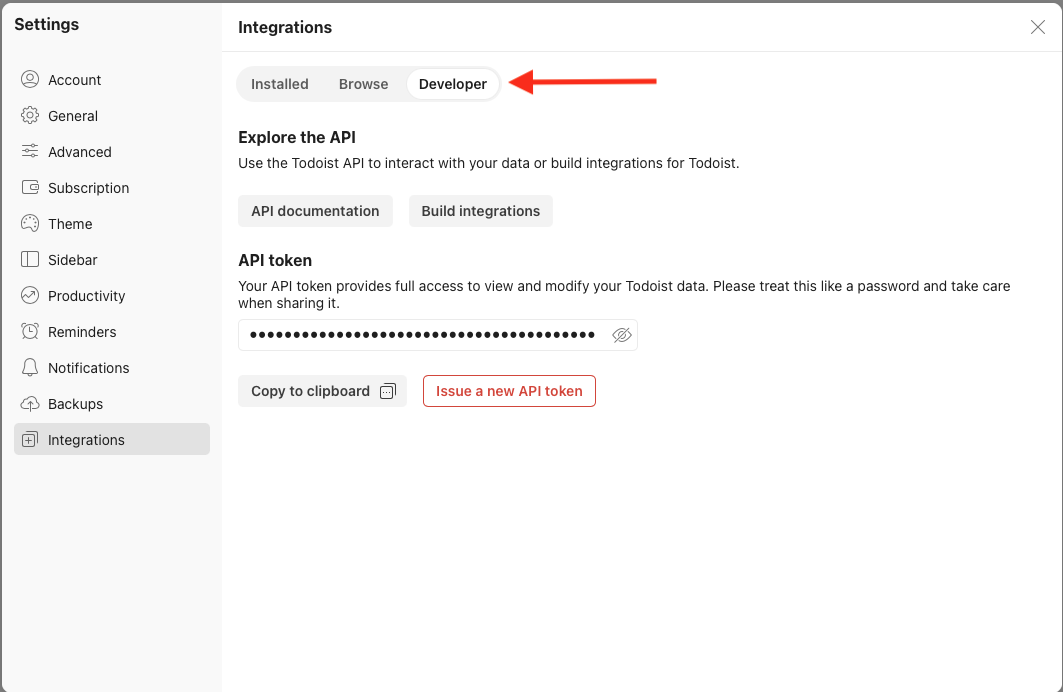 Settings
Account
General
Advanced
Subscription
Theme
Sidebar
Productivity
Reminders
Notifications
Backups
Integrations
Integrations
Installed Browse Developer
Explore the API
Use the Todoist API to interact with your data or build integrations for Todoist.
API documentation Build integrations
API token
Your API token provides full access to view and modify your Todoist data. Please treat this like a password and take care
when sharing it.
••••••••••••••••••••••••••••••••••••••••
Copy to clipboard Issue a new API token